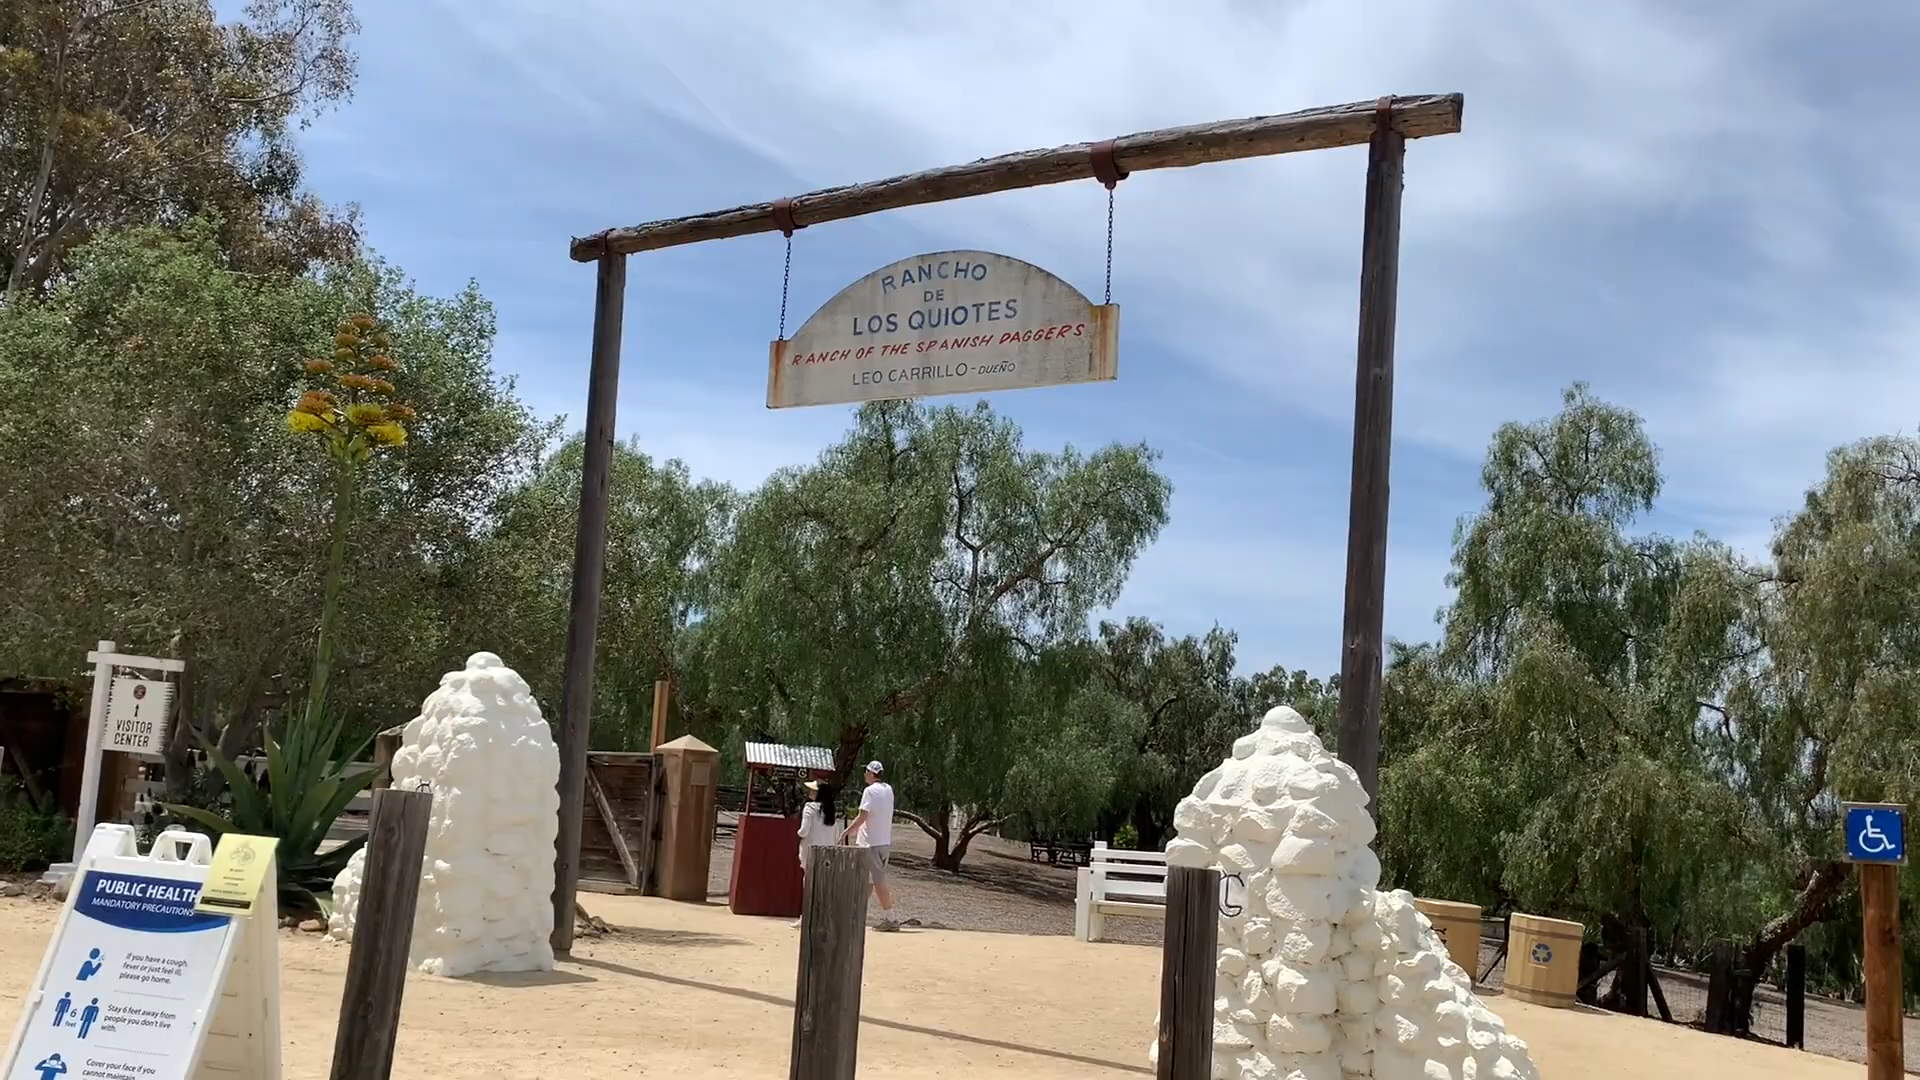 RANCHO
DE
LOS QUIOTES
RANCH OF THE SPANISH DAGGERS
LEO CARRILLO - DUEÑO
1
VISITOR
CENTER
PUBLIC HEALTH
MANDATORY PRECAUTIONS
If you have a cough,
fever or just feel ill,
please go home.
6
feet
Stay 6 feet away from
people you don't live
with.
Cover your face if you
cannot maintain